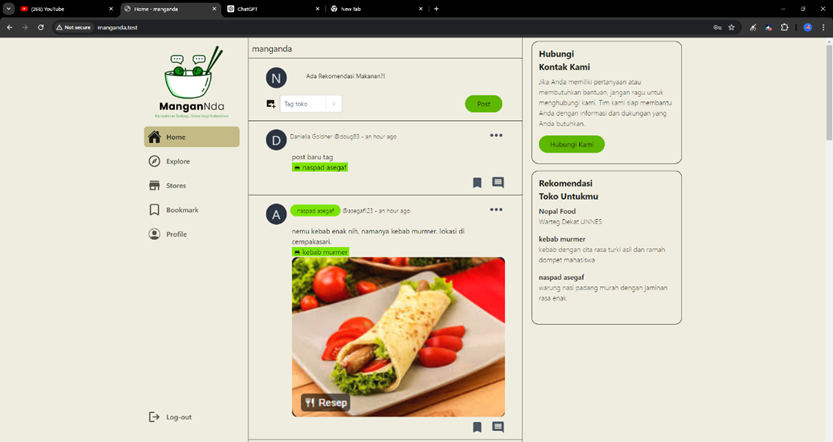 (266) YouTube
Home - manganda
ChatGPT
New Tab
Not secure
manganda.test
ManganNda
Home
Explore
Stores
Bookmark
Profile
Log-out
manganda
N
Ada Rekomendasi Makanan?!
Tag toko
Post
D
Daniella Goldner @doug83 - an hour ago
post baru tag
naspad asegaf
A
naspad asegaf @asegaf123 - an hour ago
nemu kebab enak nih, namanya kebab murmer. lokasi di
cempakasari.
kebab murmer
Resep
Hubungi
Kontak Kami
Jika Anda memiliki pertanyaan atau
membutuhkan bantuan, jangan ragu untuk
menghubungi kami. Tim kami siap membantu
Anda dengan informasi dan dukungan yang
Anda butuhkan.
Hubungi Kami
Rekomendasi
Toko Untukmu
Nopal Food
Warteg Dekat UNNES
kebab murmer
kebab dengan cita rasa turki asli dan ramah
dompet mahasiswa
naspad asegaf
warung nasi padang murah dengan jaminan
rasa enak